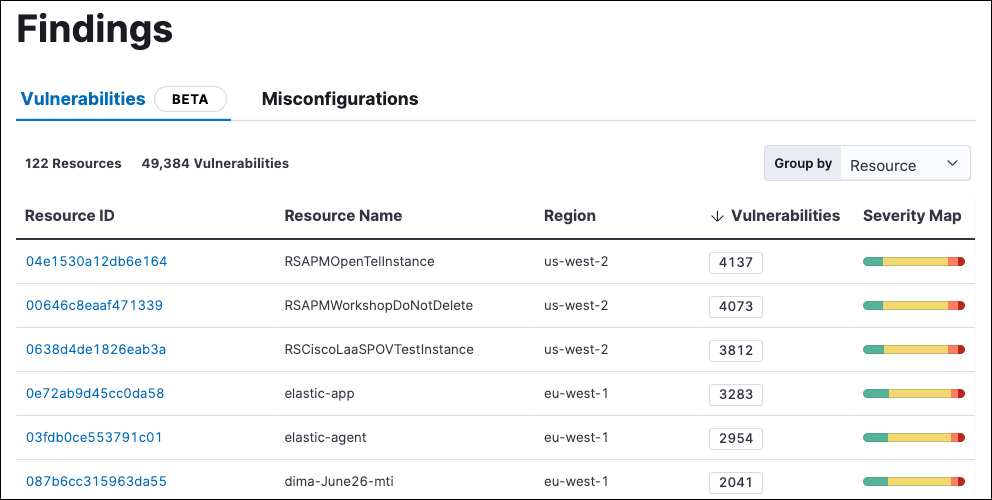 Findings
Vulnerabilities BETA Misconfigurations
122 Resources 49,384 Vulnerabilities Group by Resource
Resource ID Resource Name Region Vulnerabilities Severity Map
04e1530a12db6e164 RSAPMOpenTelInstance us-west-2 4137
00646c8eaaf471339 RSAPMWorkshopDoNotDelete us-west-2 4073
0638d4de1826eab3a RSCiscoLaaSPOVTestInstance us-west-2 3812
0e72ab9d45cc0da58 elastic-app eu-west-1 3283
03fdb0ce553791c01 elastic-agent eu-west-1 2954
087b6cc315963da55 dima-June26-mti eu-west-1 2041